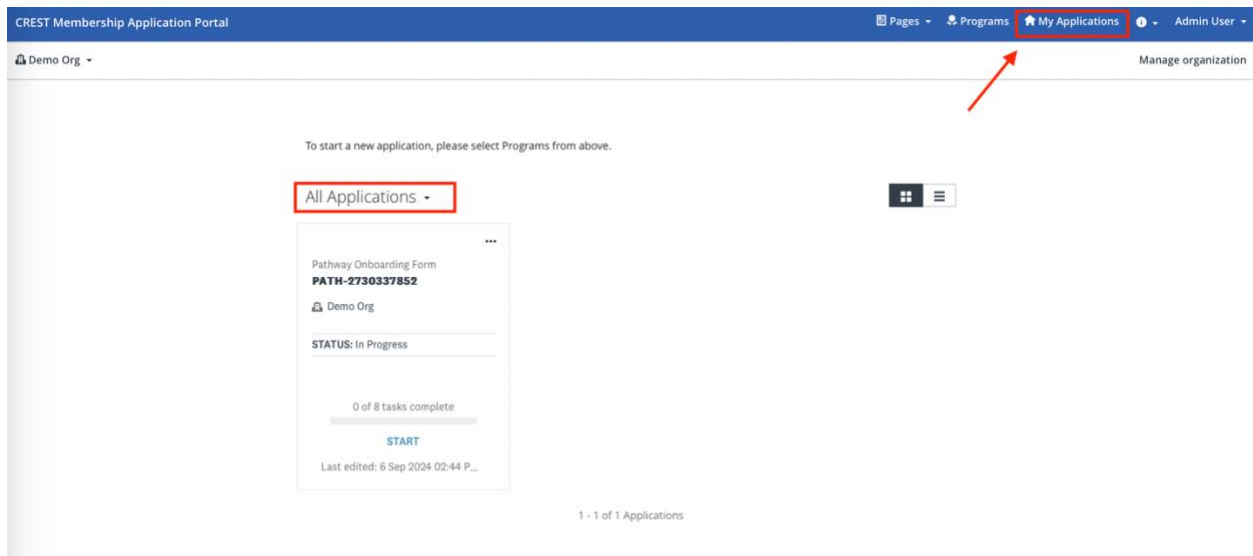 CREST Membership Application Portal
Pages
Programs
My Applications
Admin User
Demo Org
Manage organization
To start a new application, please select Programs from above.
All Applications
...
Pathway Onboarding Form
PATH-2730337852
Demo Org
STATUS: In Progress
0 of 8 tasks complete
START
Last edited: 6 Sep 2024 02:44 P...
1 - 1 of 1 Applications